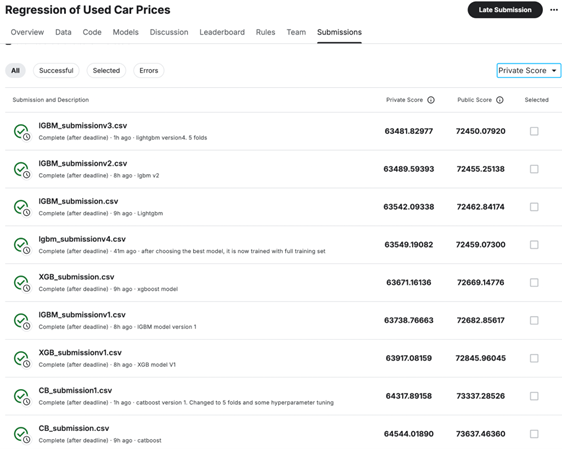 Regression of Used Car Prices
Late Submission
Overview Data Code Models Discussion Leaderboard Rules Team Submissions
All Successful Selected Errors
Private Score
Submission and Description Private Score Public Score Selected
lGBM_submissionv3.csv
63481.82977 72450.07920
Complete (after deadline) · 1h ago · lightgbm version4. 5 folds
lGBM_submissionv2.csv
63489.59393 72455.25138
Complete (after deadline) · 8h ago · lgbm v2
lGBM_submission.csv
63542.09338 72462.84174
Complete (after deadline) · 9h ago · Lightgbm
lgbm_submissionv4.csv
63549.19082 72459.07300
Complete (after deadline) · 41m ago · after choosing the best model, it is now trained with full training set
XGB_submission.csv
63671.16136 72669.14776
Complete (after deadline) · 9h ago · xgboost model
lGBM_submissionv1.csv
63738.76663 72682.85617
Complete (after deadline) · 8h ago · lGBM model version 1
XGB_submissionv1.csv
63917.08159 72845.96045
Complete (after deadline) · 8h ago · XGB model V1
CB_submission1.csv
64317.89158 73337.28526
Complete (after deadline) · 1h ago · catboost version 1. Changed to 5 folds and some hyperparameter tuning
CB_submission.csv
64544.01890 73637.46360
Complete (after deadline) · 9h ago · catboost